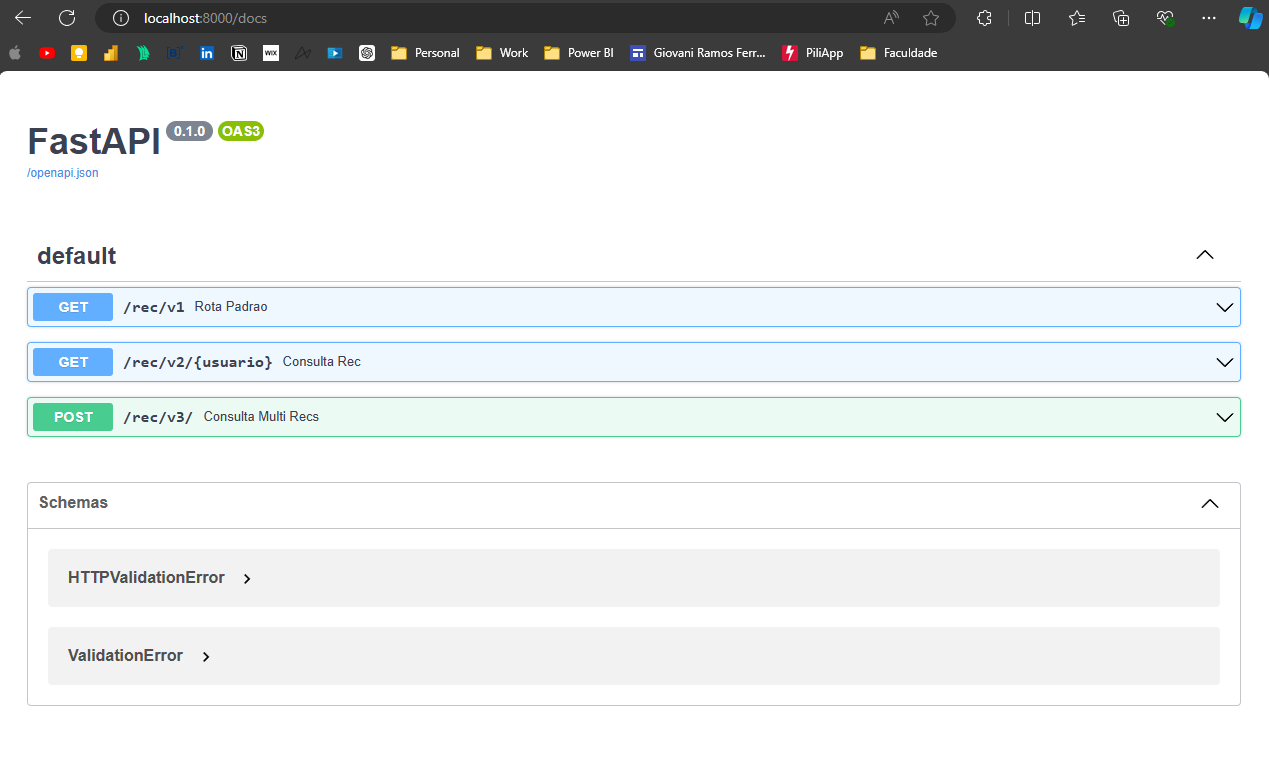 localhost:8000/docs
Personal Work Power BI Giovani Ramos Ferr... PiliApp Faculdade
FastAPI 0.1.0 OAS3
/openapi.json
default
GET /rec/v1 Rota Padrao
GET /rec/v2/{usuario} Consulta Rec
POST /rec/v3/ Consulta Multi Recs
Schemas
HTTPValidationError
ValidationError